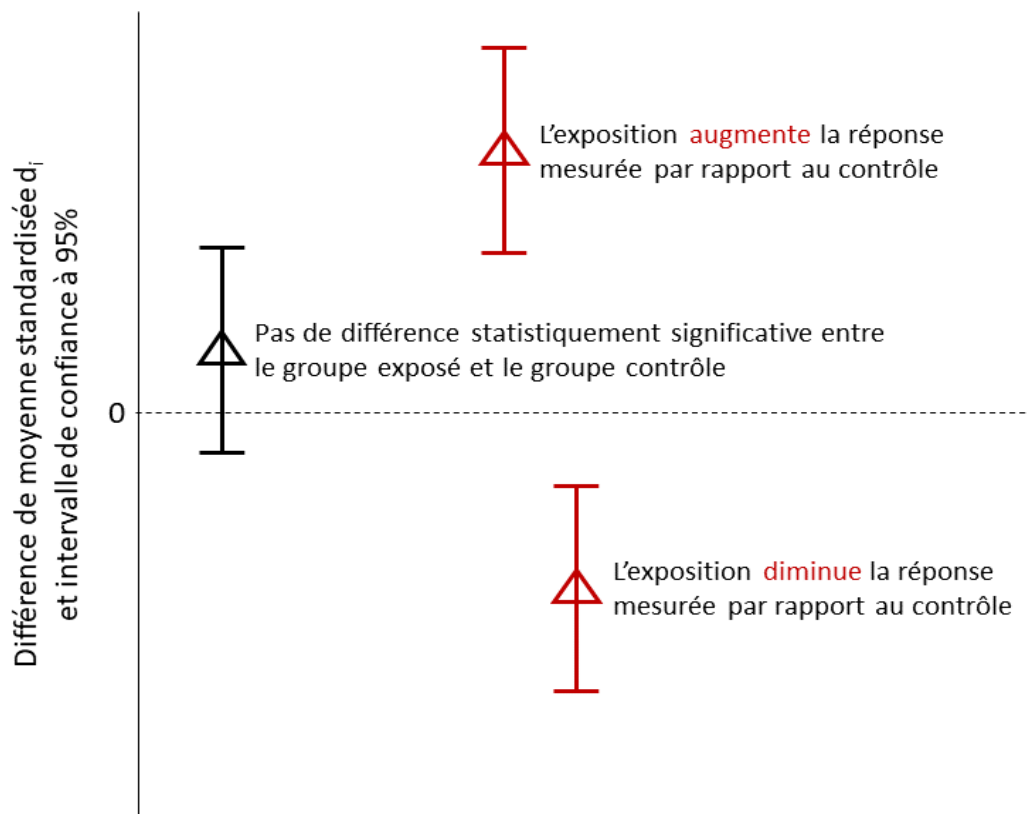 Différence de moyenne standardisée di
et intervalle de confiance à 95%
L'exposition augmente la réponse
mesurée par rapport au contrôle
Pas de différence statistiquement significative entre
le groupe exposé et le groupe contrôle
0
L'exposition diminue la réponse
mesurée par rapport au contrôle